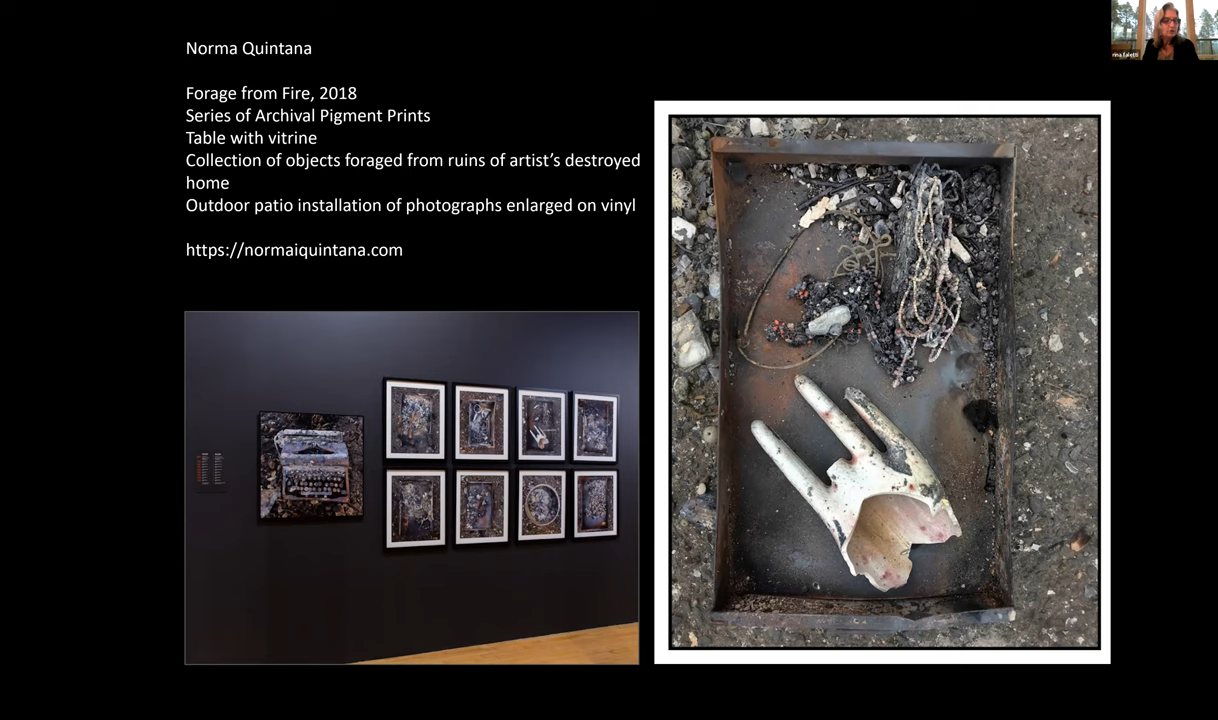 Norma Quintana
Forage from Fire, 2018
Series of Archival Pigment Prints
Table with vitrine
Collection of objects foraged from ruins of artist’s destroyed
home
Outdoor patio installation of photographs enlarged on vinyl
https://normaiquintana.com